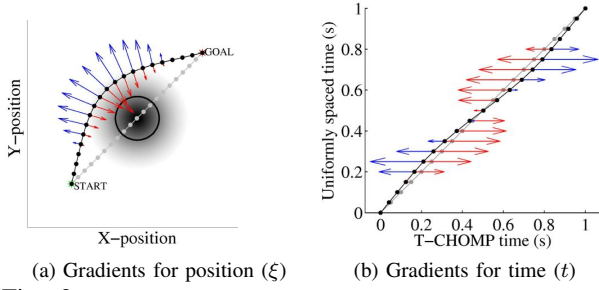 GOAL
START
Y−position
X−position
(a) Gradients for position (ξ)
1
0.8
0.6
0.4
0.2
0
Uniformly spaced time (s)
0 0.2 0.4 0.6 0.8 1
T−CHOMP time (s)
(b) Gradients for time (t)